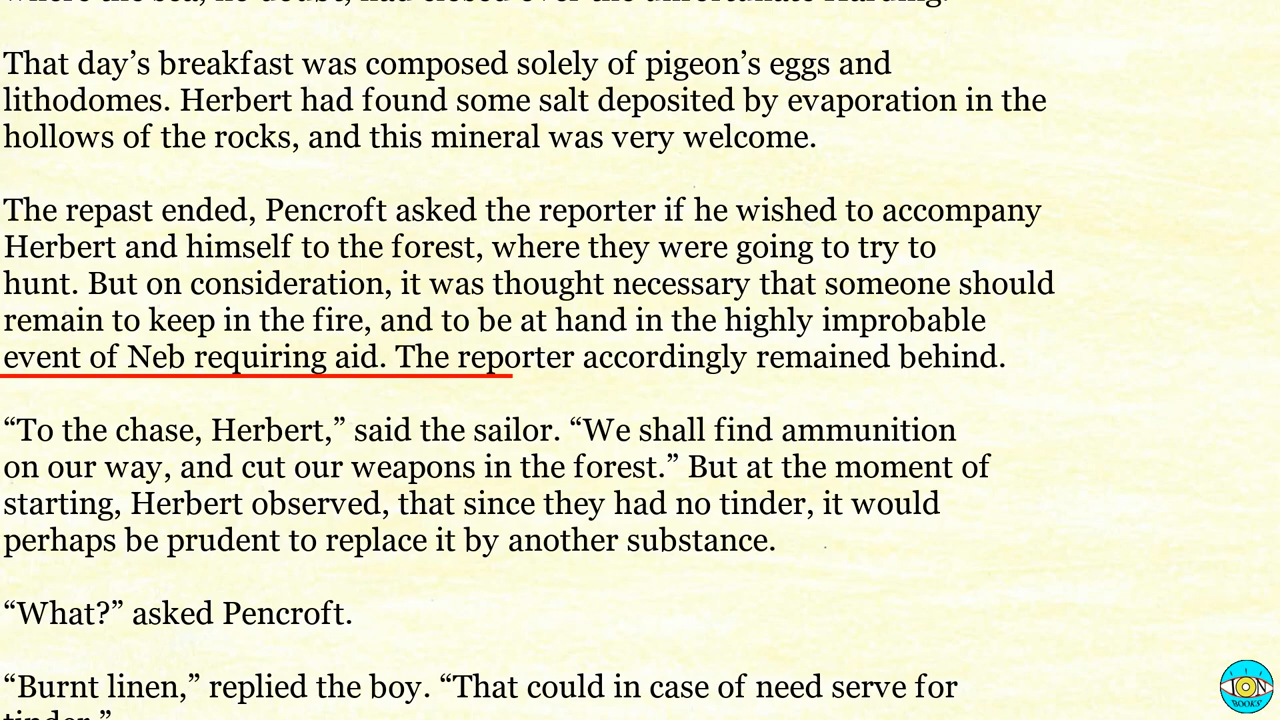 That day’s breakfast was composed solely of pigeon’s eggs and
lithodomes. Herbert had found some salt deposited by evaporation in the
hollows of the rocks, and this mineral was very welcome.
The repast ended, Pencroft asked the reporter if he wished to accompany
Herbert and himself to the forest, where they were going to try to
hunt. But on consideration, it was thought necessary that someone should
remain to keep in the fire, and to be at hand in the highly improbable
event of Neb requiring aid. The reporter accordingly remained behind.
“To the chase, Herbert,” said the sailor. “We shall find ammunition
on our way, and cut our weapons in the forest.” But at the moment of
starting, Herbert observed, that since they had no tinder, it would
perhaps be prudent to replace it by another substance.
“What?” asked Pencroft.
“Burnt linen,” replied the boy. “That could in case of need serve for
tinder.”
ION
BOOKS